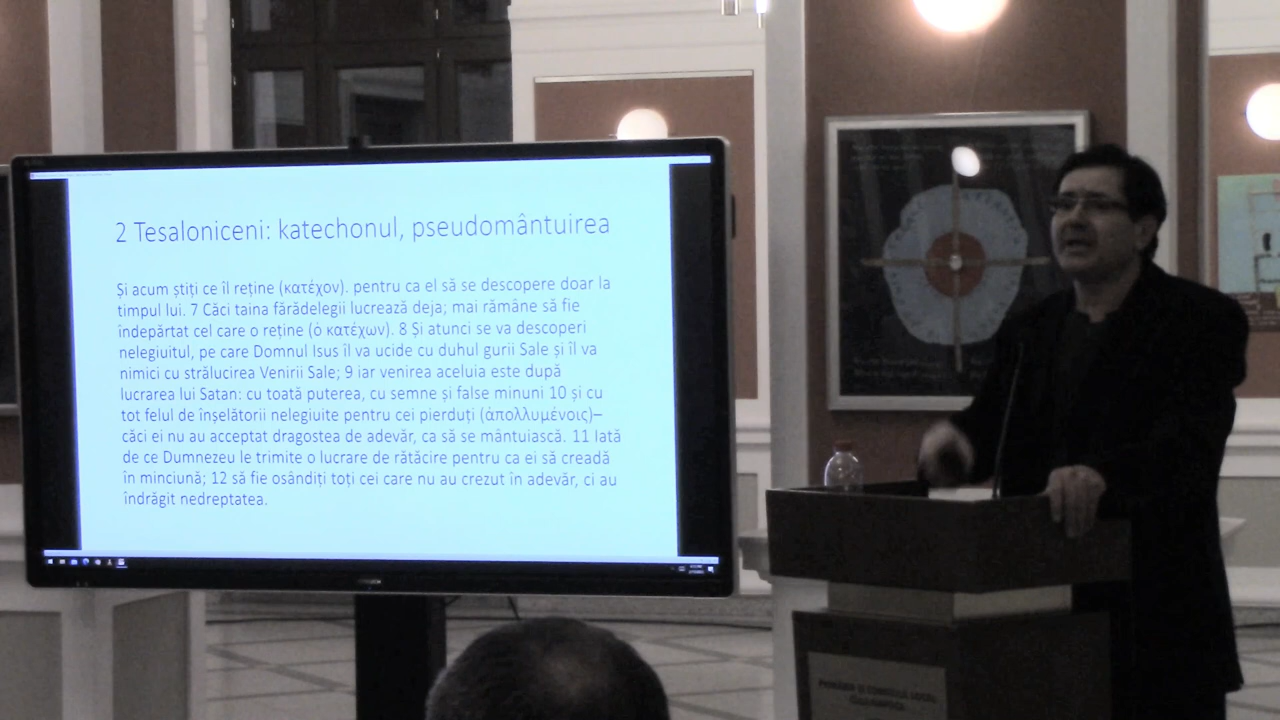 2 Tesaloniceni: katechonul, pseudomântuirea
Și acum știți ce îl reține (κατέχον). pentru ca el să se descopere doar la
timpul lui. 7 Căci taina fărădelegii lucrează deja; mai rămâne să fie
îndepărtat cel care o reține (ὁ κατέχων). 8 Și atunci se va descoperi
nelegiuitul, pe care Domnul Isus îl va ucide cu duhul gurii Sale și îl va
nimici cu strălucirea Venirii Sale; 9 iar venirea aceluia este după
lucrarea lui Satan: cu toată puterea, cu semne și false minuni 10 și cu
tot felul de înșelătorii nelegiuite pentru cei pierduți (ἀπολλυμένοις)–
căci ei nu au acceptat dragostea de adevăr, ca să se mântuiască. 11 Iată
de ce Dumnezeu le trimite o lucrare de rătăcire pentru ca ei să creadă
în minciună; 12 să fie osândiți toți cei care nu au crezut în adevăr, ci au
îndrăgit nedreptatea.
PRIMĂRIA ȘI CONSILIUL LOCAL